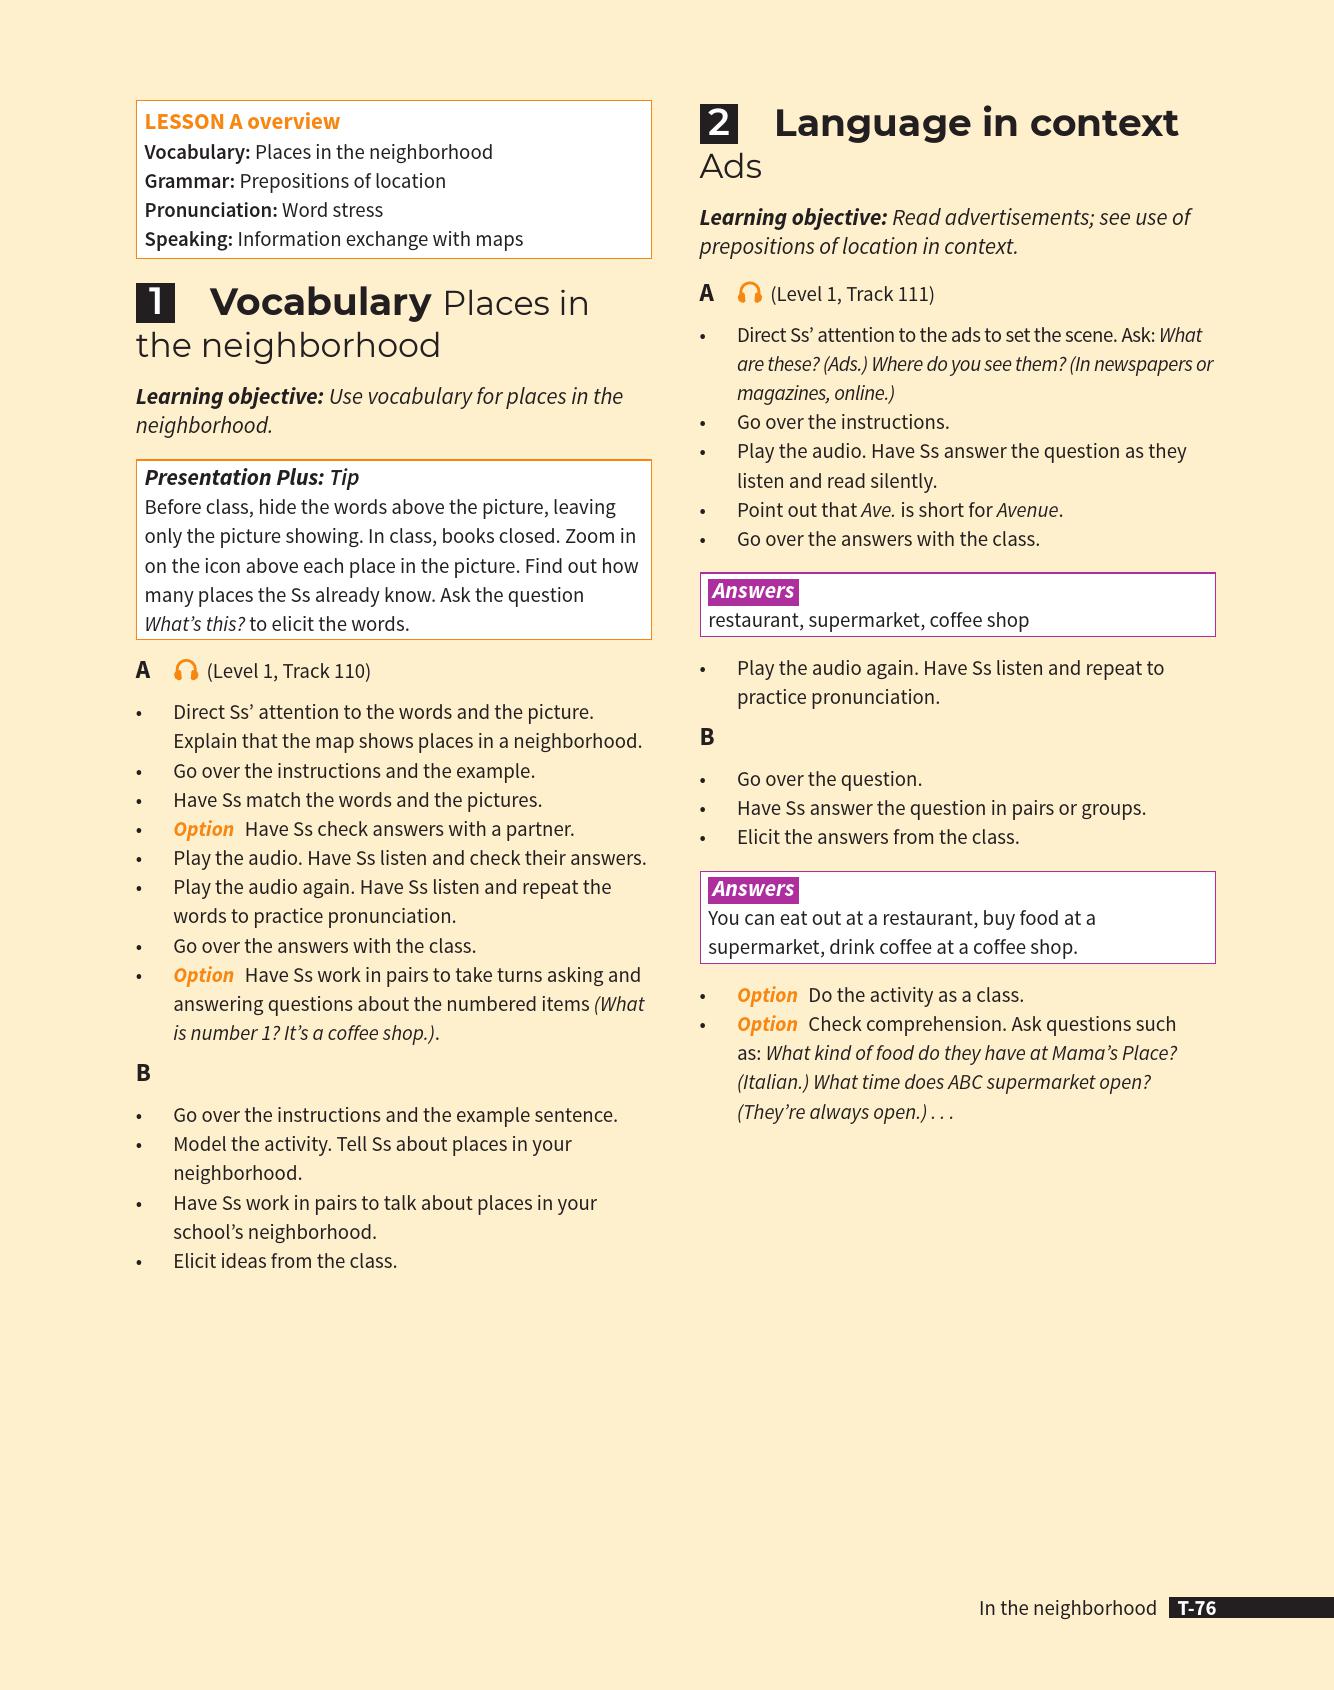 LESSON A overview
Vocabulary: Places in the neighborhood
Grammar: Prepositions of location
Pronunciation: Word stress
Speaking: Information exchange with maps
1 Vocabulary Places in
the neighborhood
Learning objective: Use vocabulary for places in the
neighborhood.
Presentation Plus: Tip
Before class, hide the words above the picture, leaving
only the picture showing. In class, books closed. Zoom in
on the icon above each place in the picture. Find out how
many places the Ss already know. Ask the question
What’s this? to elicit the words.
A (Level 1, Track 110)
• Direct Ss’ attention to the words and the picture.
Explain that the map shows places in a neighborhood.
• Go over the instructions and the example.
• Have Ss match the words and the pictures.
• Option Have Ss check answers with a partner.
• Play the audio. Have Ss listen and check their answers.
• Play the audio again. Have Ss listen and repeat the
words to practice pronunciation.
• Go over the answers with the class.
• Option Have Ss work in pairs to take turns asking and
answering questions about the numbered items (What
is number 1? It’s a coffee shop.).
B
• Go over the instructions and the example sentence.
• Model the activity. Tell Ss about places in your
neighborhood.
• Have Ss work in pairs to talk about places in your
school’s neighborhood.
• Elicit ideas from the class.
2 Language in context
Ads
Learning objective: Read advertisements; see use of
prepositions of location in context.
A (Level 1, Track 111)
• Direct Ss’ attention to the ads to set the scene. Ask: What
are these? (Ads.) Where do you see them? (In newspapers or
magazines, online.)
• Go over the instructions.
• Play the audio. Have Ss answer the question as they
listen and read silently.
• Point out that Ave. is short for Avenue.
• Go over the answers with the class.
Answers
restaurant, supermarket, coffee shop
• Play the audio again. Have Ss listen and repeat to
practice pronunciation.
B
• Go over the question.
• Have Ss answer the question in pairs or groups.
• Elicit the answers from the class.
Answers
You can eat out at a restaurant, buy food at a
supermarket, drink coffee at a coffee shop.
• Option Do the activity as a class.
• Option Check comprehension. Ask questions such
as: What kind of food do they have at Mama’s Place?
(Italian.) What time does ABC supermarket open?
(They’re always open.) . . .
In the neighborhood T-76